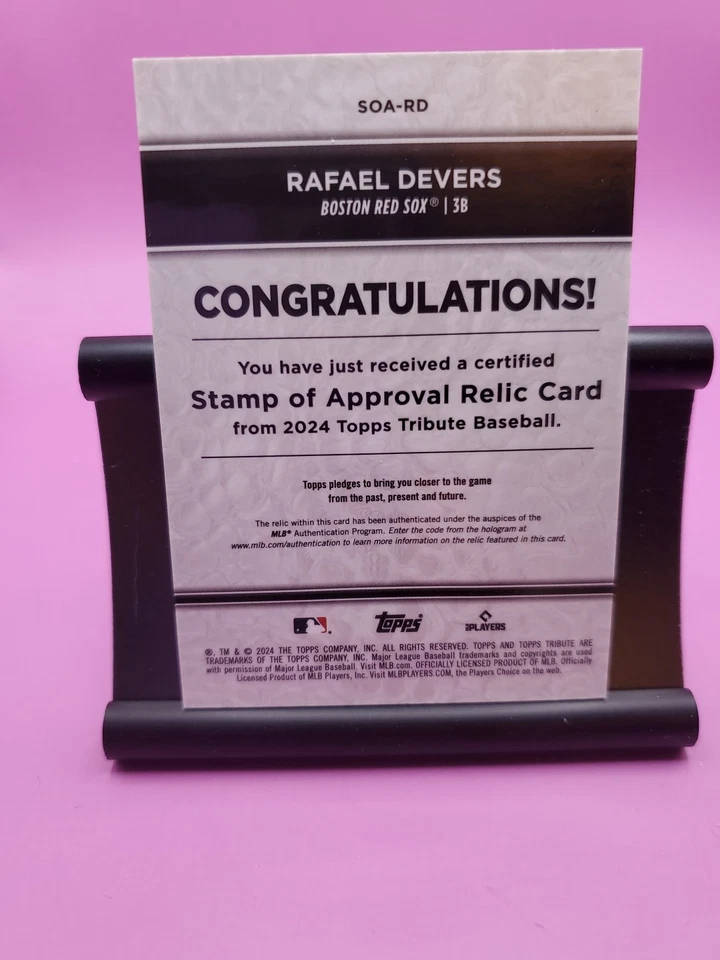 SOA-RD
RAFAEL DEVERS
BOSTON RED SOX® | 3B
CONGRATULATIONS!
You have just received a certified
Stamp of Approval Relic Card
from 2024 Topps Tribute Baseball.
Topps pledges to bring you closer to the game
from the past, present and future.
The relic within this card has been authenticated under the auspices of the
MLB® Authentication Program. Enter the code from the hologram at
www.mlb.com/authentication to learn more information on the relic featured in this card.
topps® PLAYERS
®, TM & © 2024 THE TOPPS COMPANY, INC. ALL RIGHTS RESERVED. TOPPS AND TOPPS TRIBUTE ARE
TRADEMARKS OF THE TOPPS COMPANY, INC. Major League Baseball trademarks and copyrights are used
with permission of Major League Baseball. Visit MLB.com. OFFICIALLY LICENSED PRODUCT OF MLB. Officially
Licensed Product of MLB Players, Inc. Visit MLBPLAYERS.COM, the Players Choice on the web.